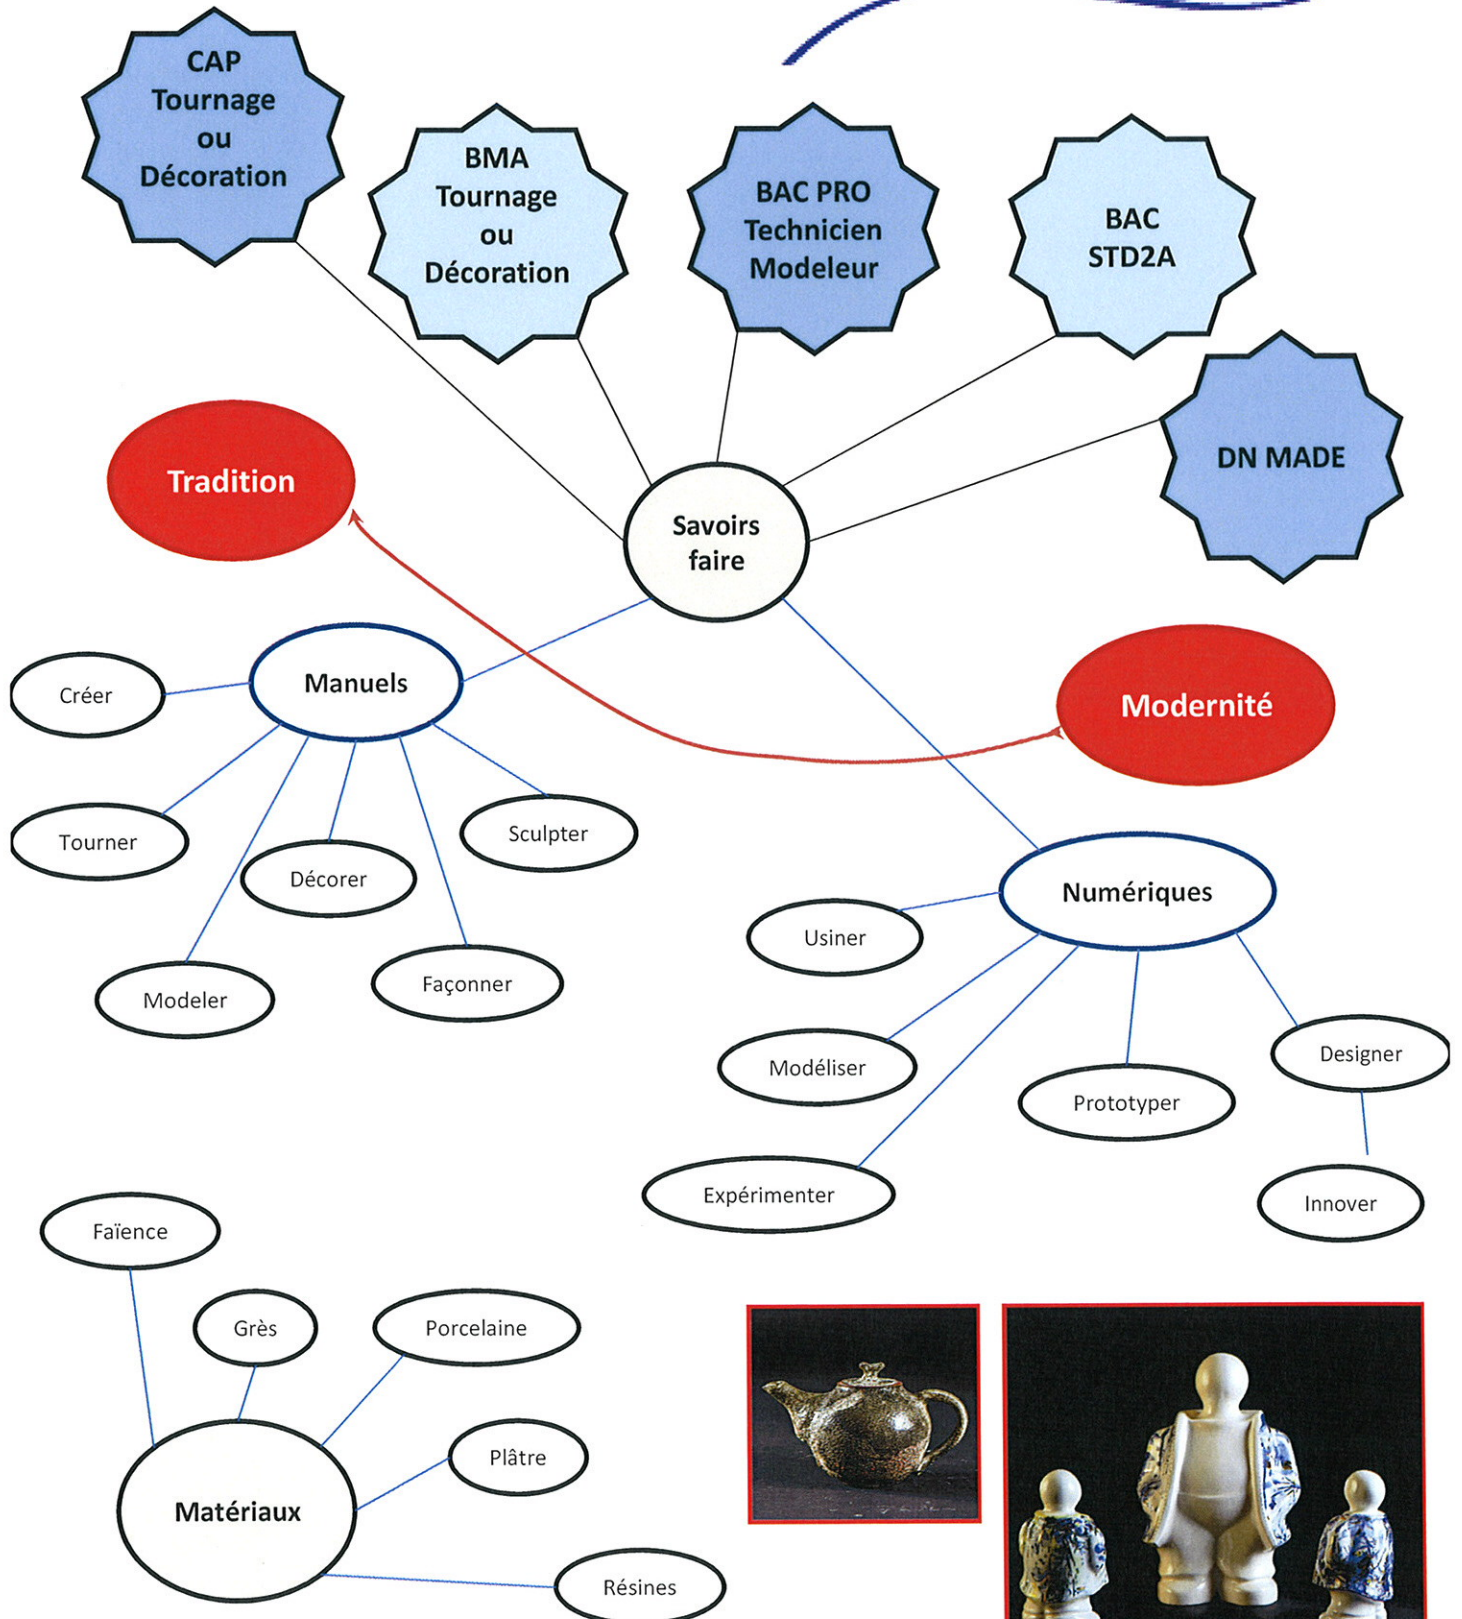 CAP
Tournage
ou
Décoration
BMA
Tournage
ou
Décoration
BAC PRO
Technicien
Modeleur
BAC
STD2A
DN MADE
Tradition
Savoirs
faire
Modernité
Manuels
Créer
Tourner
Décorer
Sculpter
Modeler
Façonner
Numériques
Usiner
Modéliser
Prototyper
Designer
Expérimenter
Innover
Faïence
Grès
Porcelaine
Plâtre
Matériaux
Résines